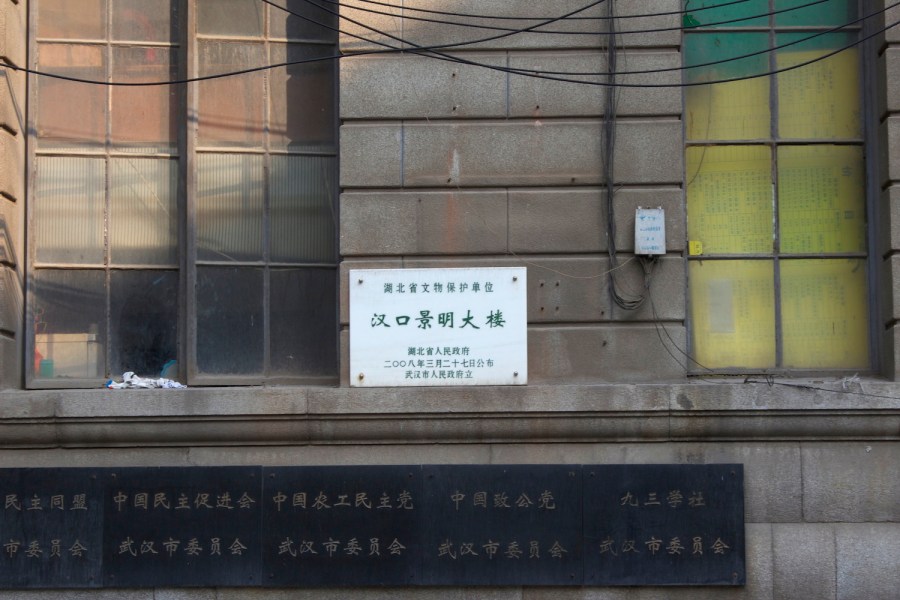 湖北省文物保护单位
汉口景明大楼
湖北省人民政府
二〇〇八年三月二十七日公布
武汉市人民政府立
民主同盟
市委员会
中国民主促进会
武汉市委员会
中国农工民主党
武汉市委员会
中国致公党
武汉市委员会
九三学社
武汉市委员会